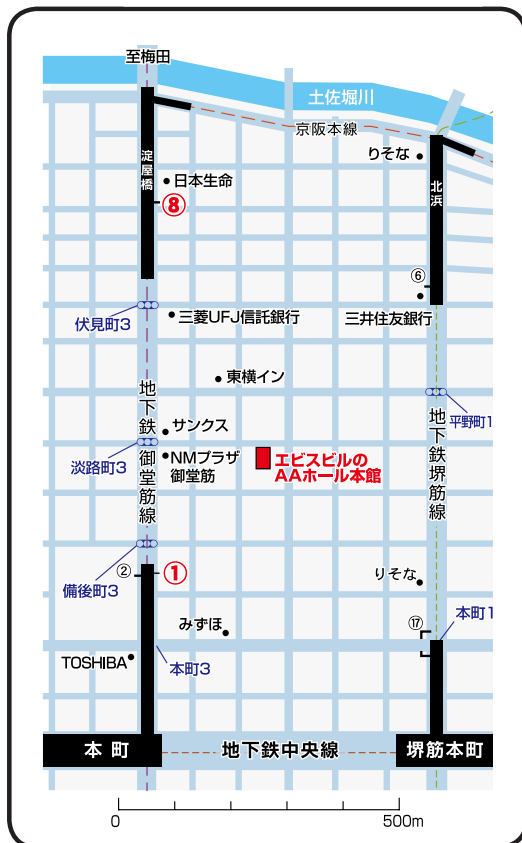 至梅田
土佐堀川
京阪本線
りそな
淀屋橋
日本生命
北浜
⑧
⑥
伏見町3
三菱UFJ信託銀行
三井住友銀行
東横イン
地下鉄御堂筋線
サンクス
平野町1
地下鉄堺筋線
淡路町3
NMプラザ
御堂筋
エビスビルの
AAホール本館
②
①
りそな
備後町3
みずほ
⑰
本町1
TOSHIBA
本町3
本町
地下鉄中央線
堺筋本町
0
500m